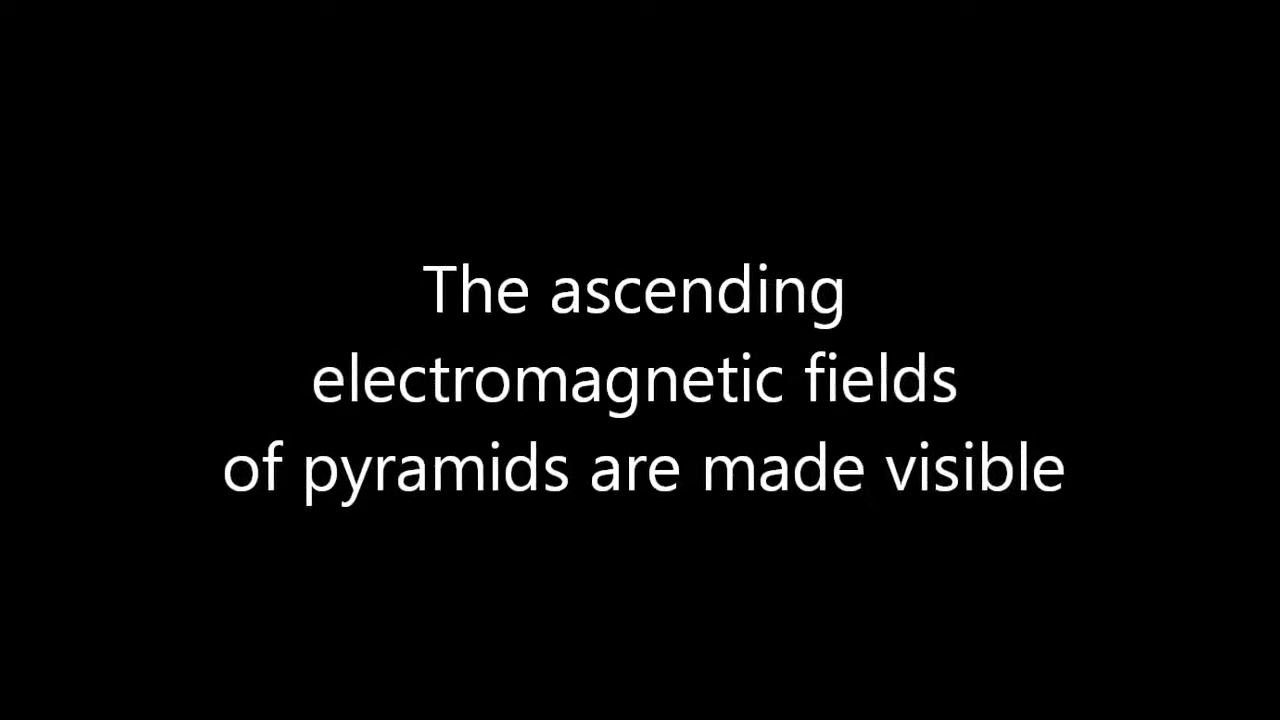 The ascending
electromagnetic fields
of pyramids are made visible